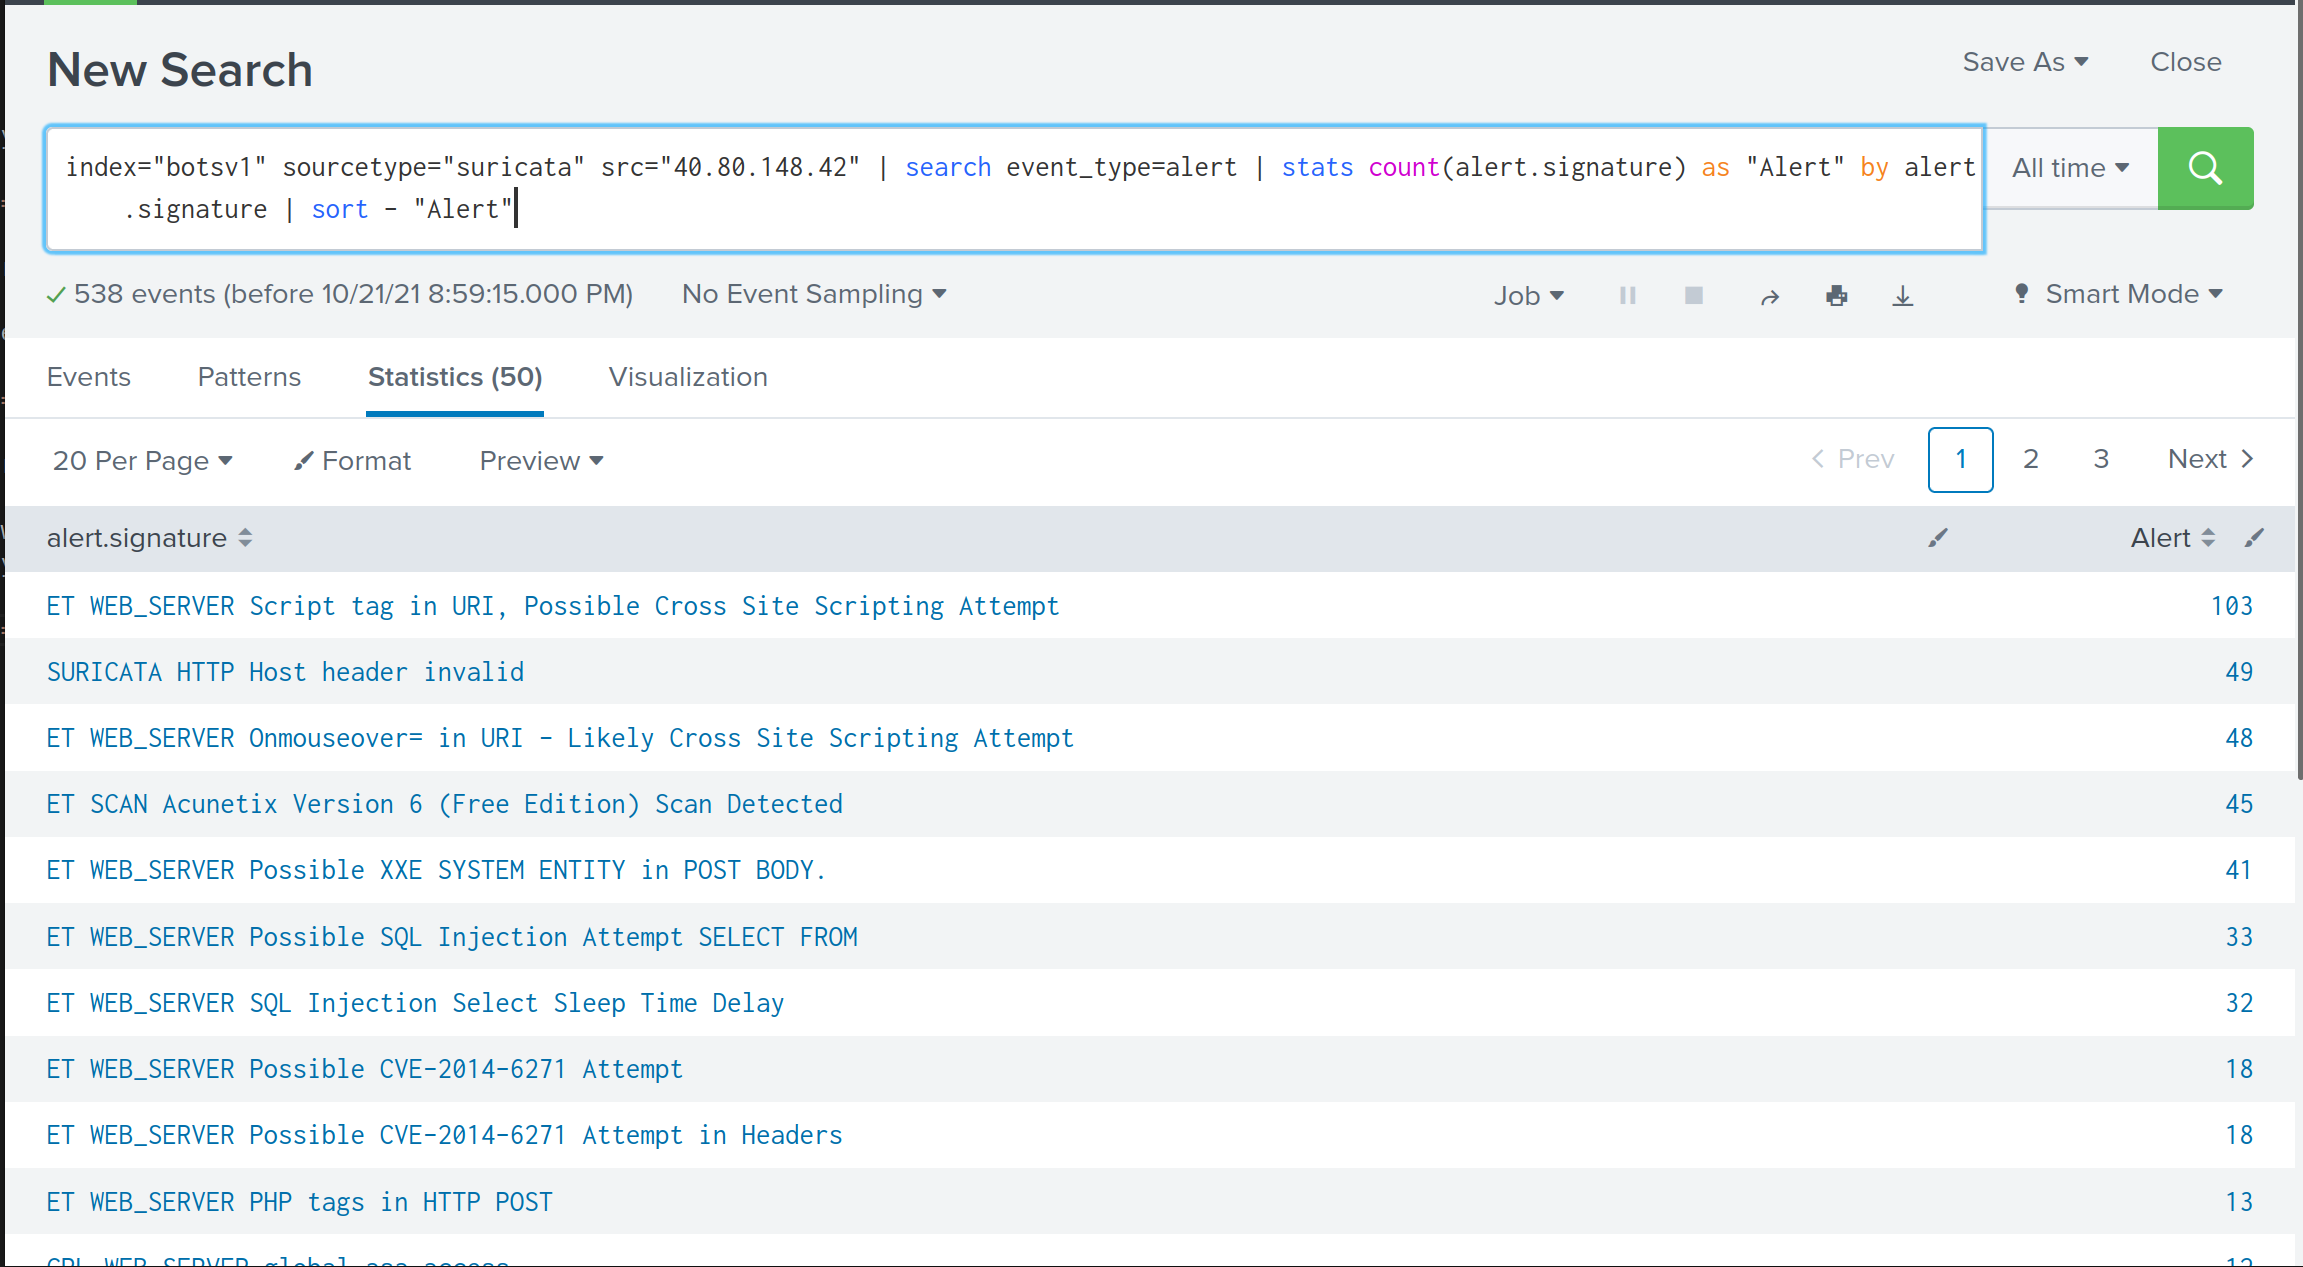 New Search
Save As
Close
index="botsv1" sourcetype="suricata" src="40.80.148.42" | search event_type=alert | stats count(alert.signature) as "Alert" by alert
.signature | sort - "Alert"
All time
538 events (before 10/21/21 8:59:15.000 PM)
No Event Sampling
Job
Smart Mode
Events
Patterns
Statistics (50)
Visualization
20 Per Page
Format
Preview
Prev
1
2
3
Next
alert.signature
Alert
ET WEB_SERVER Script tag in URI, Possible Cross Site Scripting Attempt
103
SURICATA HTTP Host header invalid
49
ET WEB_SERVER Onmouseover= in URI - Likely Cross Site Scripting Attempt
48
ET SCAN Acunetix Version 6 (Free Edition) Scan Detected
45
ET WEB_SERVER Possible XXE SYSTEM ENTITY in POST BODY.
41
ET WEB_SERVER Possible SQL Injection Attempt SELECT FROM
33
ET WEB_SERVER SQL Injection Select Sleep Time Delay
32
ET WEB_SERVER Possible CVE-2014-6271 Attempt
18
ET WEB_SERVER Possible CVE-2014-6271 Attempt in Headers
18
ET WEB_SERVER PHP tags in HTTP POST
13
GPL WEB_SERVER global.asa access
12